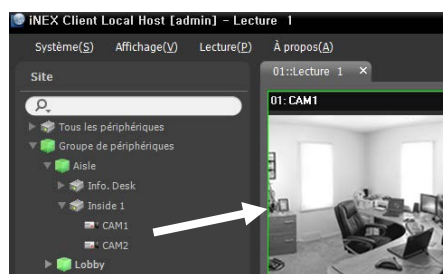 iNEX Client Local Host [admin] - Lecture 1
Système(S) Affichage(V) Lecture(P) À propos(A)
Site
01::Lecture 1 ×
01: CAM1
Tous les périphériques
Groupe de périphériques
Aisle
Info. Desk
Inside 1
CAM1
CAM2
Lobby